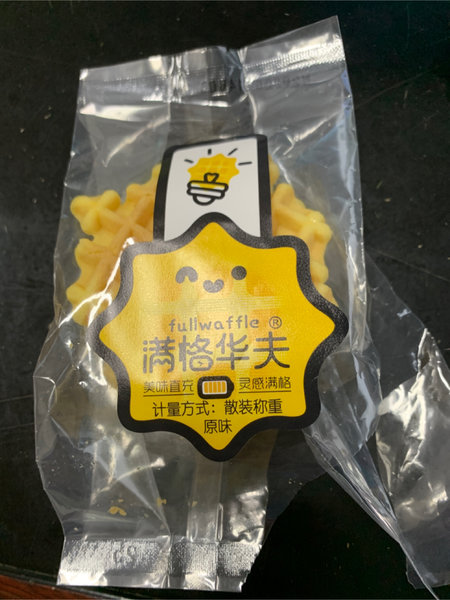 fullwaffle ®
满格华夫
美味直充 灵感满格
计量方式：散装称重
原味